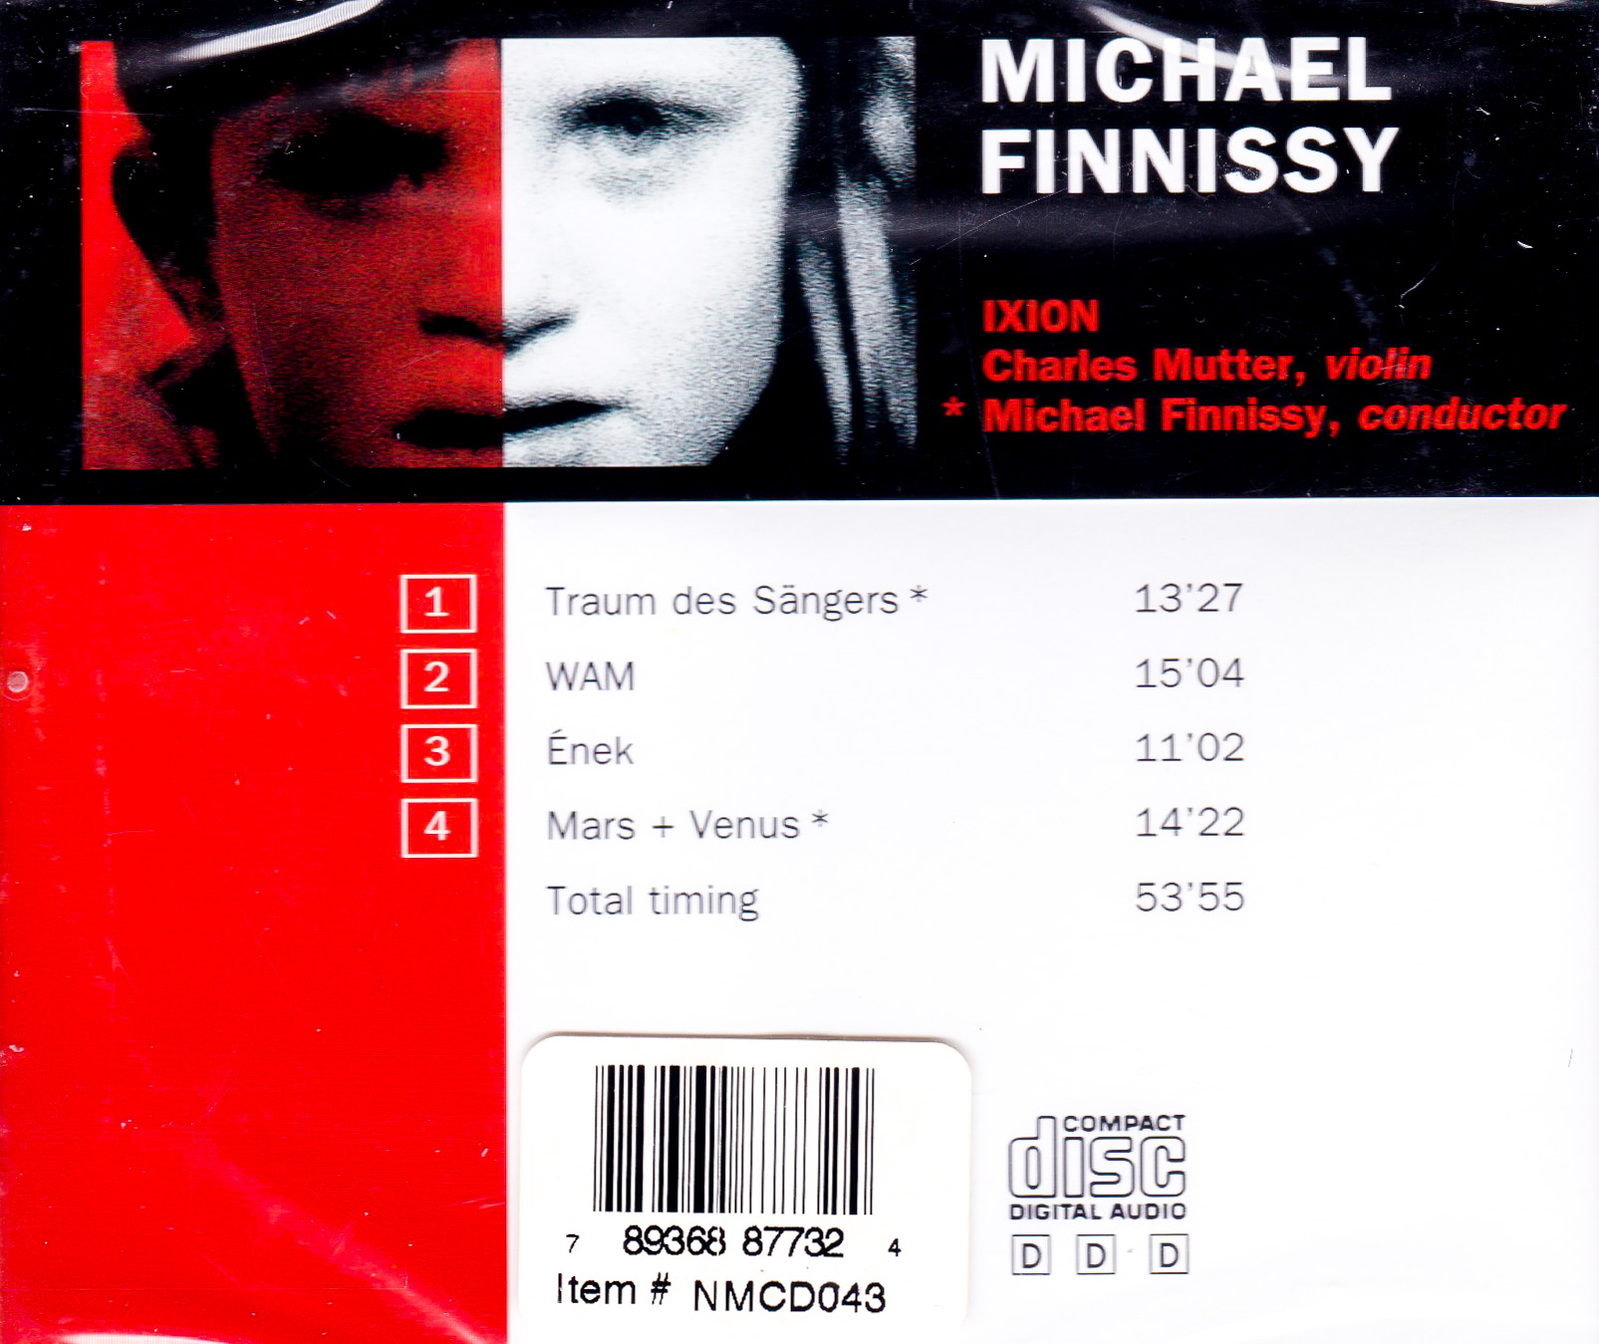 MICHAEL
FINNISSY
IXION
Charles Mutter, violin
* Michael Finnissy, conductor
1 Traum des Sängers * 13'27
2 WAM 15'04
3 Ének 11'02
4 Mars + Venus * 14'22
Total timing 53'55
7 89368 87732 4
Item # NMCD043
COMPACT
disc
DIGITAL AUDIO
D D D